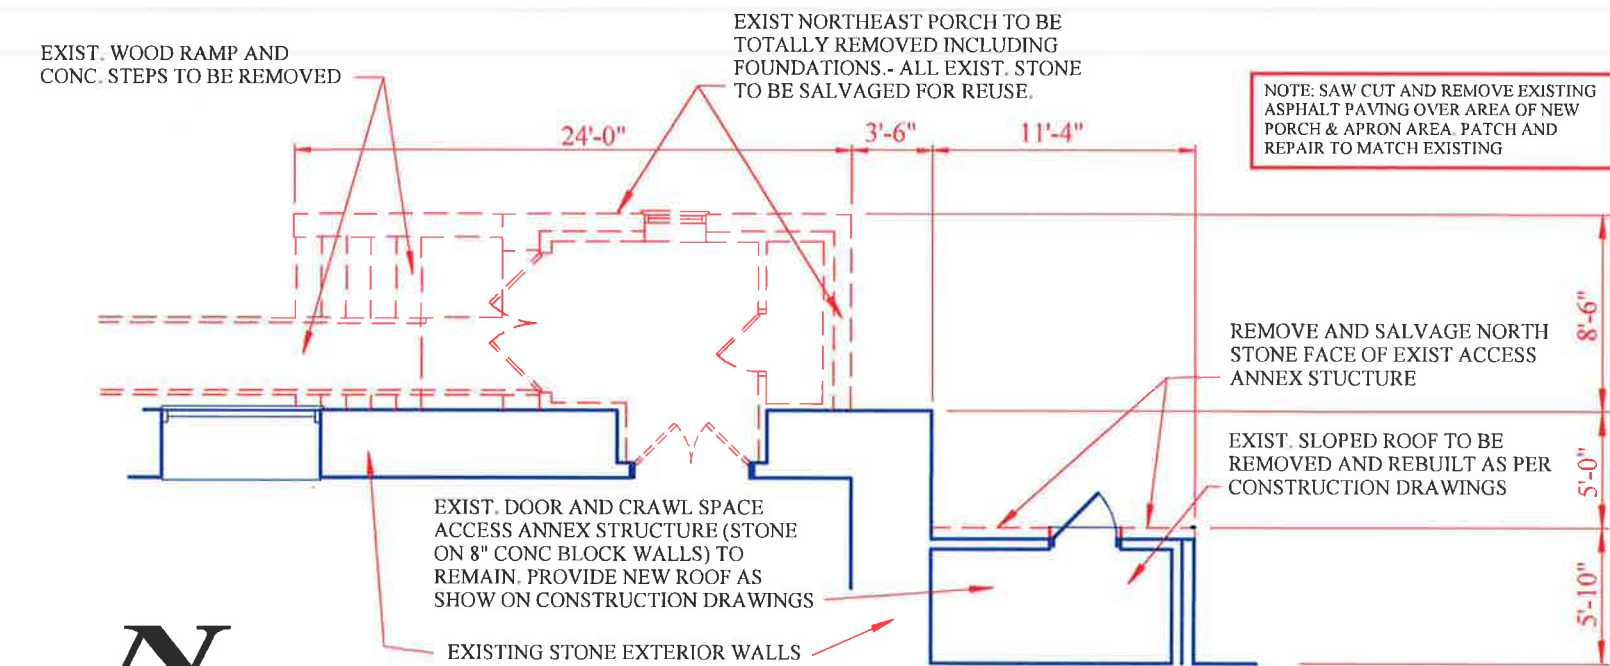 EXIST. WOOD RAMP AND
CONC. STEPS TO BE REMOVED
EXIST NORTHEAST PORCH TO BE
TOTALLY REMOVED INCLUDING
FOUNDATIONS.- ALL EXIST. STONE
TO BE SALVAGED FOR REUSE.
NOTE: SAW CUT AND REMOVE EXISTING
ASPHALT PAVING OVER AREA OF NEW
PORCH & APRON AREA. PATCH AND
REPAIR TO MATCH EXISTING
24'-0"
3'-6"
11'-4"
8'-6"
REMOVE AND SALVAGE NORTH
STONE FACE OF EXIST ACCESS
ANNEX STUCTURE
EXIST. SLOPED ROOF TO BE
REMOVED AND REBUILT AS PER
CONSTRUCTION DRAWINGS
5'-0"
EXIST. DOOR AND CRAWL SPACE
ACCESS ANNEX STRUCTURE (STONE
ON 8" CONC BLOCK WALLS) TO
REMAIN. PROVIDE NEW ROOF AS
SHOW ON CONSTRUCTION DRAWINGS
5'-10"
EXISTING STONE EXTERIOR WALLS
N